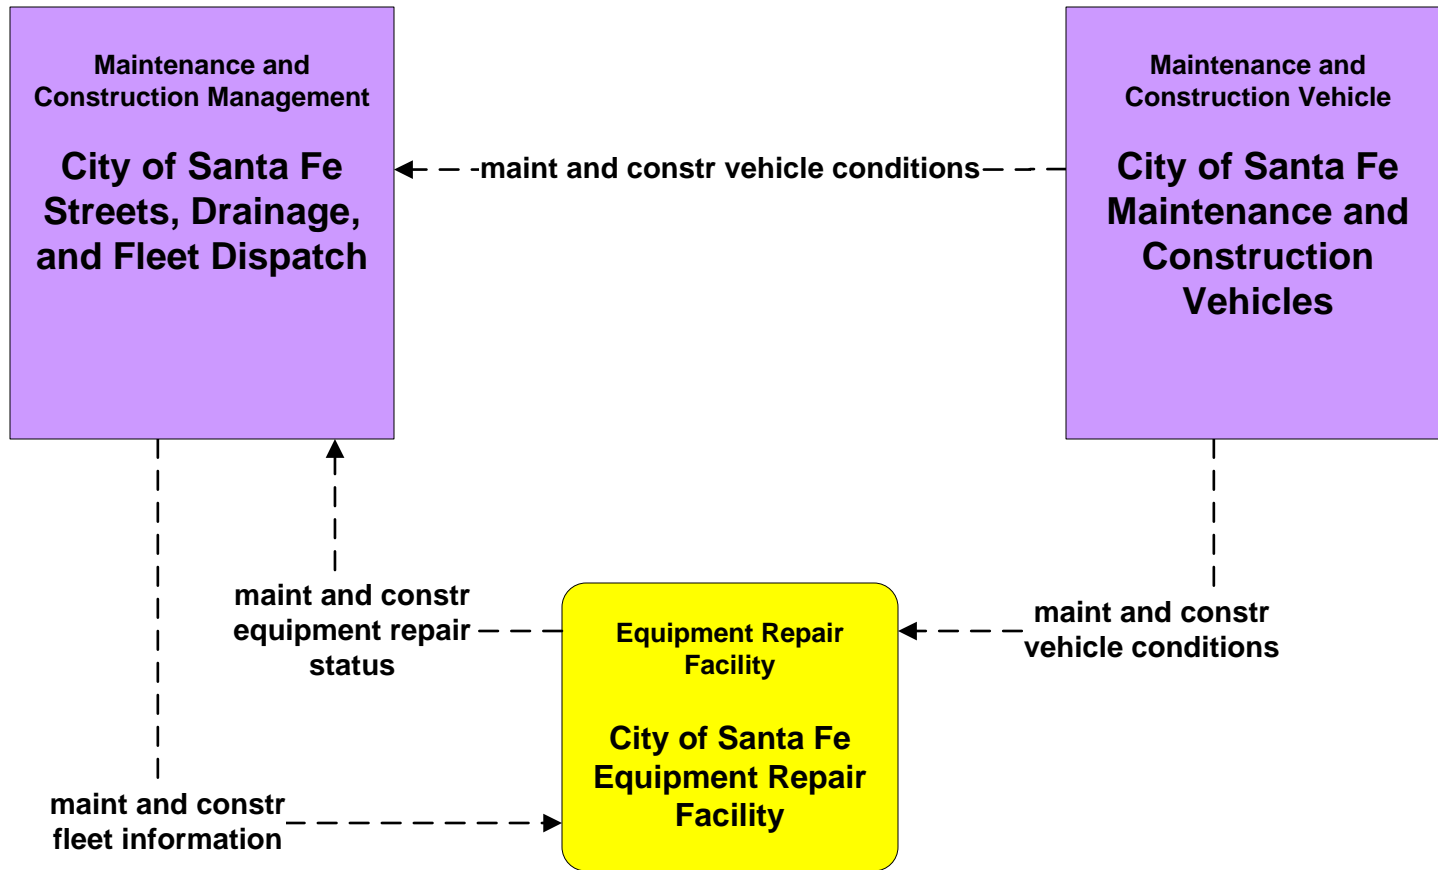 Maintenance and
Construction Management
City of Santa Fe
Streets, Drainage,
and Fleet Dispatch
maint and constr vehicle conditions
Maintenance and
Construction Vehicle
City of Santa Fe
Maintenance and
Construction
Vehicles
maint and constr
equipment repair
status
Equipment Repair
Facility
City of Santa Fe
Equipment Repair
Facility
maint and constr
vehicle conditions
maint and constr
fleet information